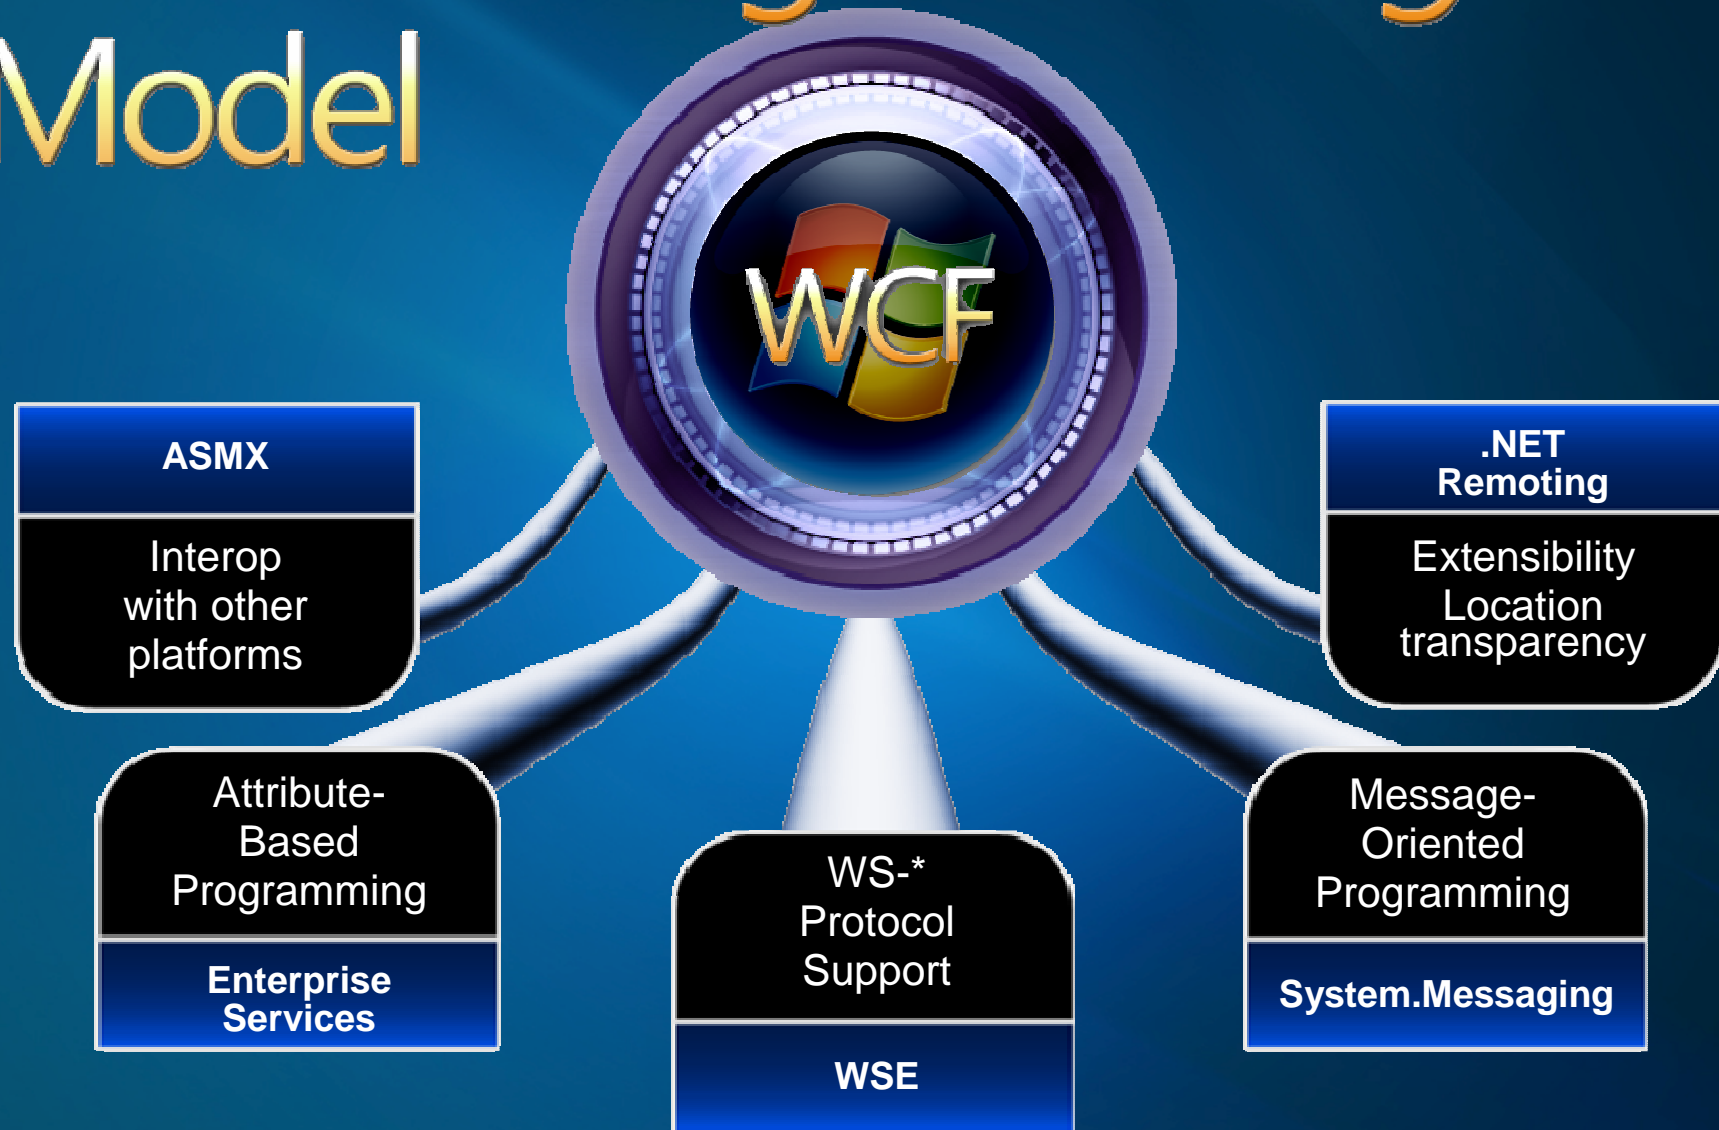 Model
WCF
ASMX
Interop
with other
platforms
.NET
Remoting
Extensibility
Location
transparency
Attribute-
Based
Programming
Enterprise
Services
WS-*
Protocol
Support
WSE
Message-
Oriented
Programming
System.Messaging